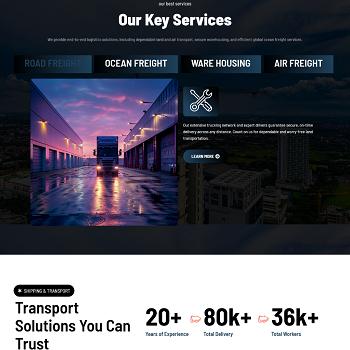 our best services
Our Key Services
We provide end-to-end logistics solutions, including dependable land and air transport, secure warehousing, and efficient global ocean freight services.
ROAD FREIGHT
OCEAN FREIGHT
WARE HOUSING
AIR FREIGHT
Our extensive trucking network and expert drivers guarantee secure, on-time
delivery across any distance. Count on us for dependable and worry-free land
transportation.
LEARN MORE
SHIPPING & TRANSPORT
Transport
Solutions You Can
Trust
20+
Years of Experience
80k+
Total Delivery
36k+
Total Workers